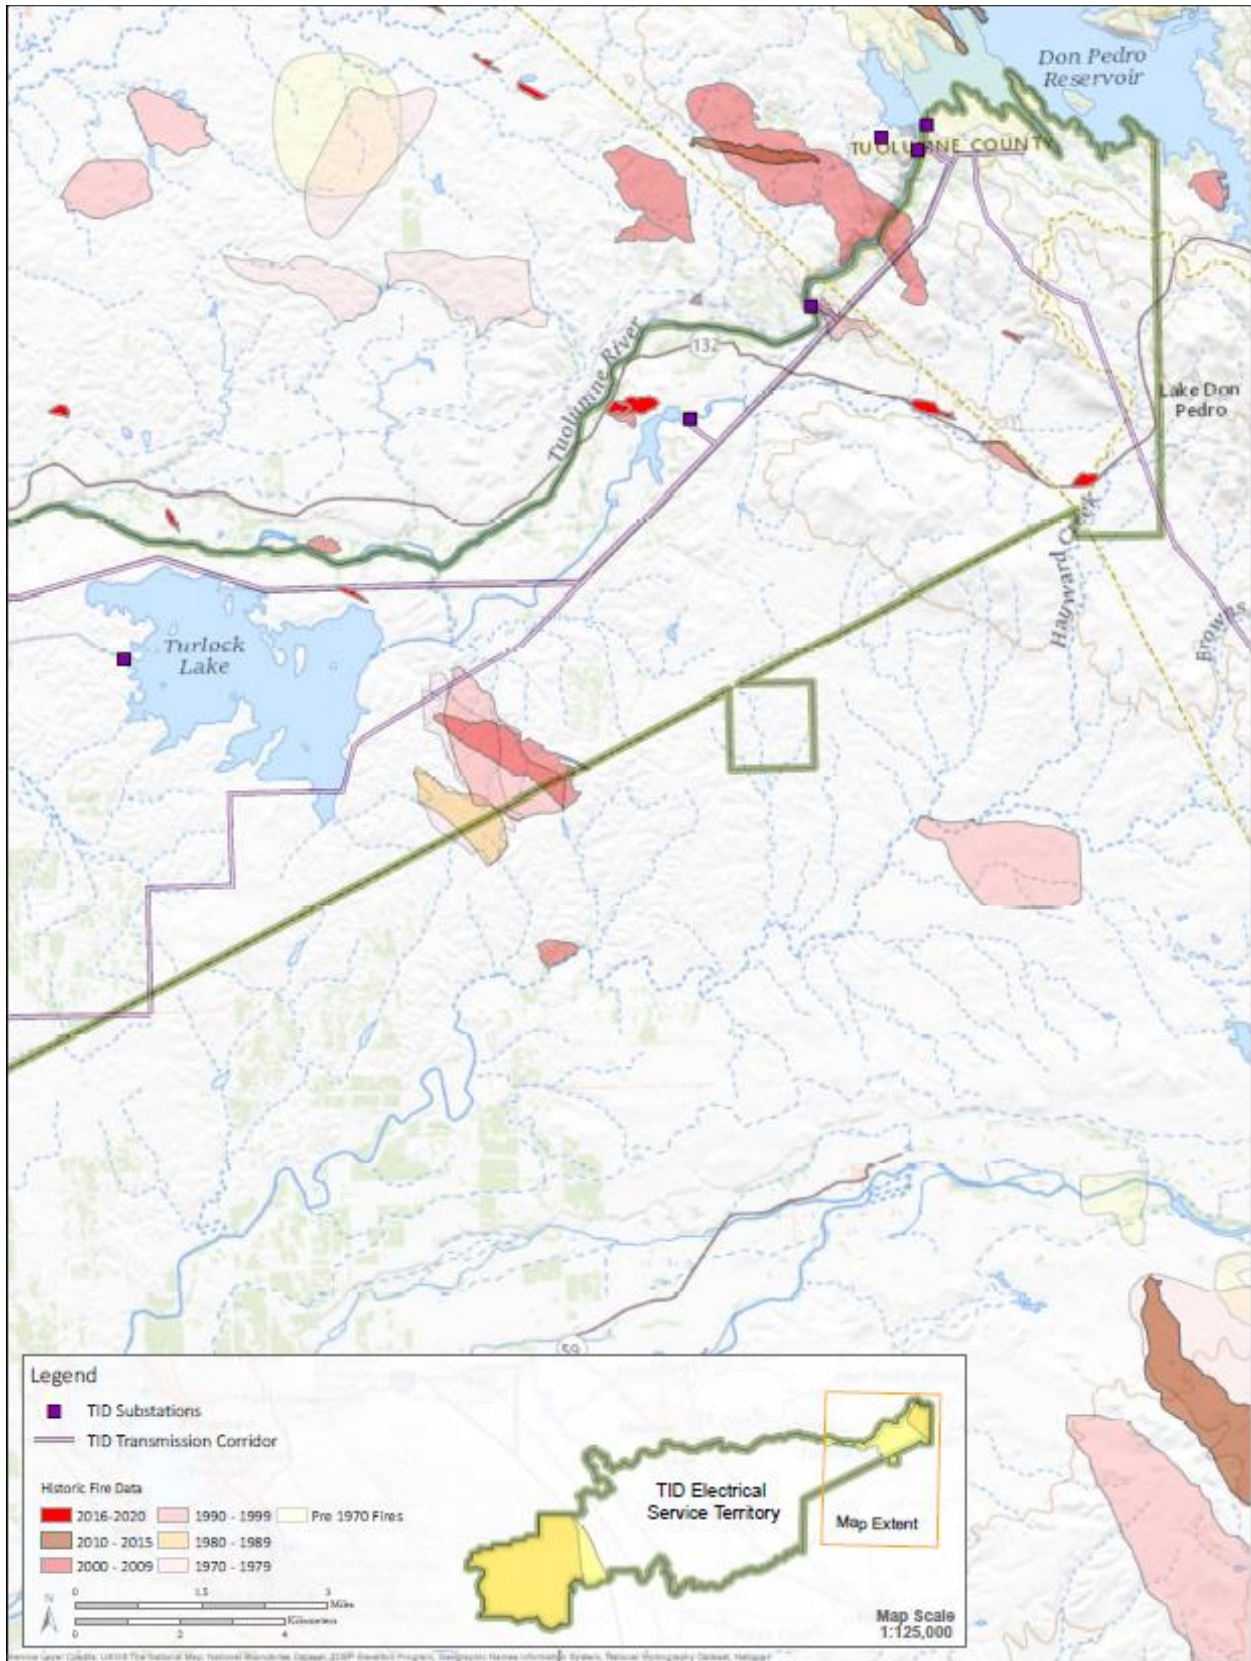 Don Pedro
Reservoir
TUOLUMNE COUNTY
132
Tuolumne River
Lake Don
Pedro
Hayward Creek
Browns
Turlock
Lake
59
Legend
TID Substations
TID Transmission Corridor
Historic Fire Data
2016-2020
1990 - 1999
Pre 1970 Fires
2010 - 2015
1980 - 1989
2000 - 2009
1970 - 1979
N
0 1.5 3
Miles
Kilometers
0 2 4
TID Electrical
Service Territory
Map Extent
Map Scale
1:125,000